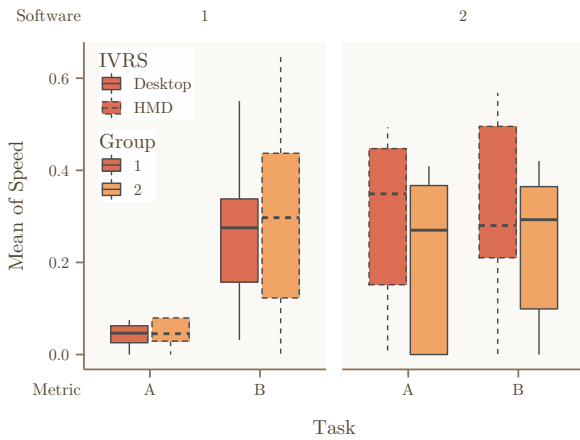 Software 1 2
IVRS
Desktop
HMD
Group
1
2
Mean of Speed
0.6
0.4
0.2
0.0
Metric A B A B
Task